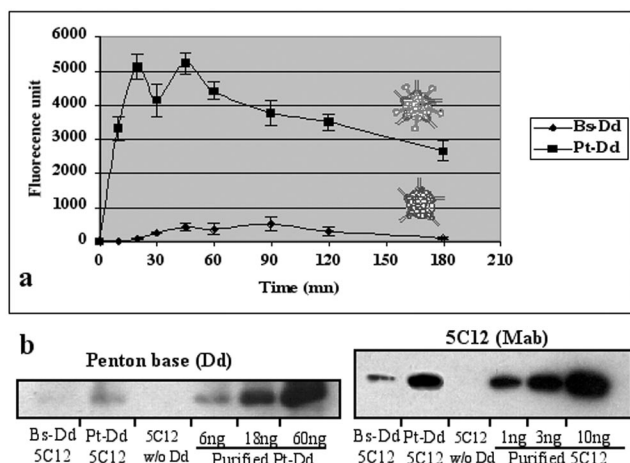 6000
5000
4000
3000
2000
1000
0
Fluorecence unit
0 30 60 90 120 150 180 210
Time (mn)
a
Bs-Dd
Pt-Dd
b
Penton base (Dd)
Bs-Dd 5C12
Pt-Dd 5C12
5C12 w/o Dd
6ng 18ng 60ng
Purified Pt-Dd
5C12 (Mab)
Bs-Dd 5C12
Pt-Dd 5C12
5C12 w/o Dd
1ng 3ng 10ng
Purified 5C12